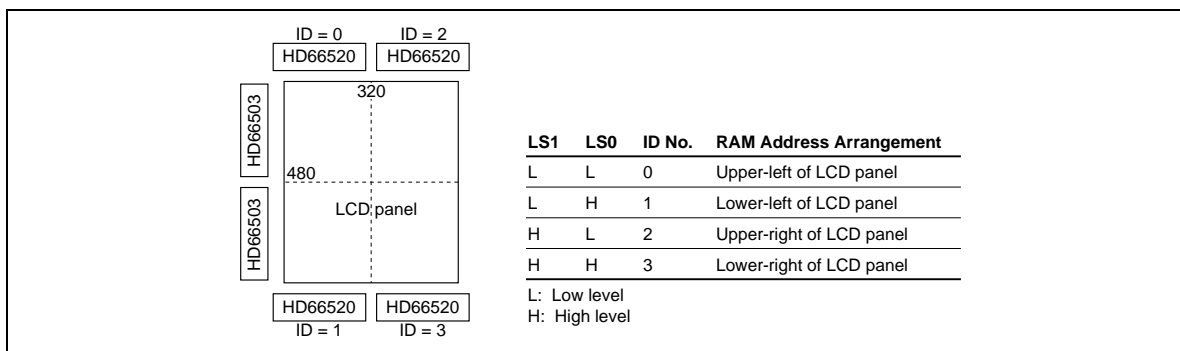 ID = 0 ID = 2
HD66520 HD66520
HD66503
HD66503
320
480
LCD panel
HD66520 HD66520
ID = 1 ID = 3
LS1 LS0 ID No. RAM Address Arrangement
L L 0 Upper-left of LCD panel
L H 1 Lower-left of LCD panel
H L 2 Upper-right of LCD panel
H H 3 Lower-right of LCD panel
L: Low level
H: High level